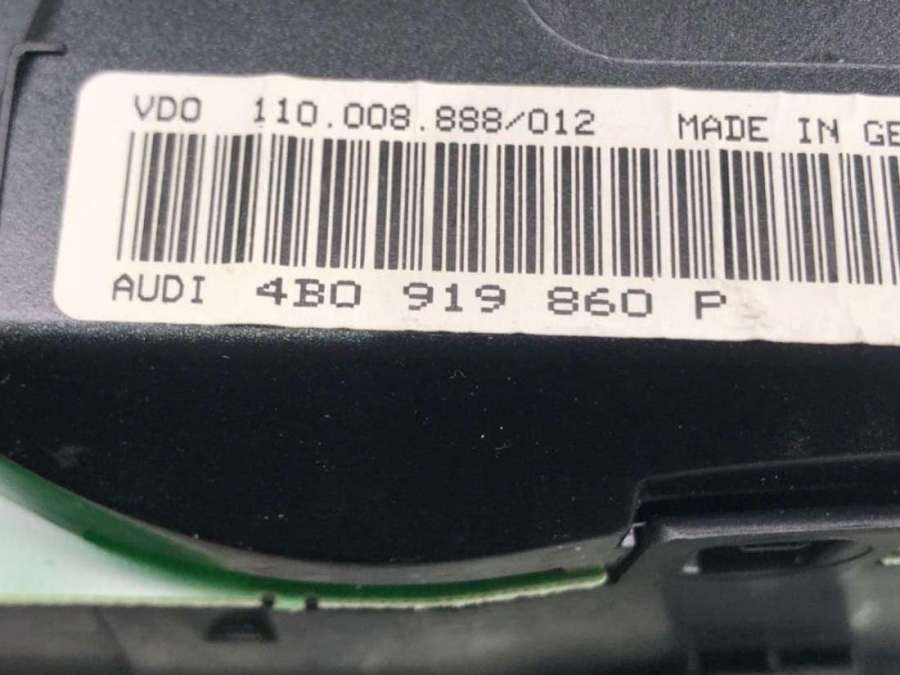 VDO 110.008.888/012 MADE IN GE
AUDI 4B0 919 860 P